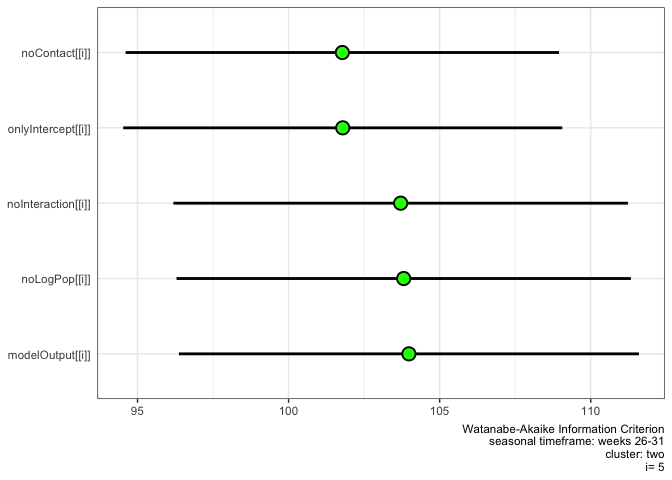 noContact[[i]]
onlyIntercept[[i]]
noInteraction[[i]]
noLogPop[[i]]
modelOutput[[i]]
95 100 105 110
Watanabe-Akaike Information Criterion
seasonal timeframe: weeks 26-31
cluster: two
i= 5